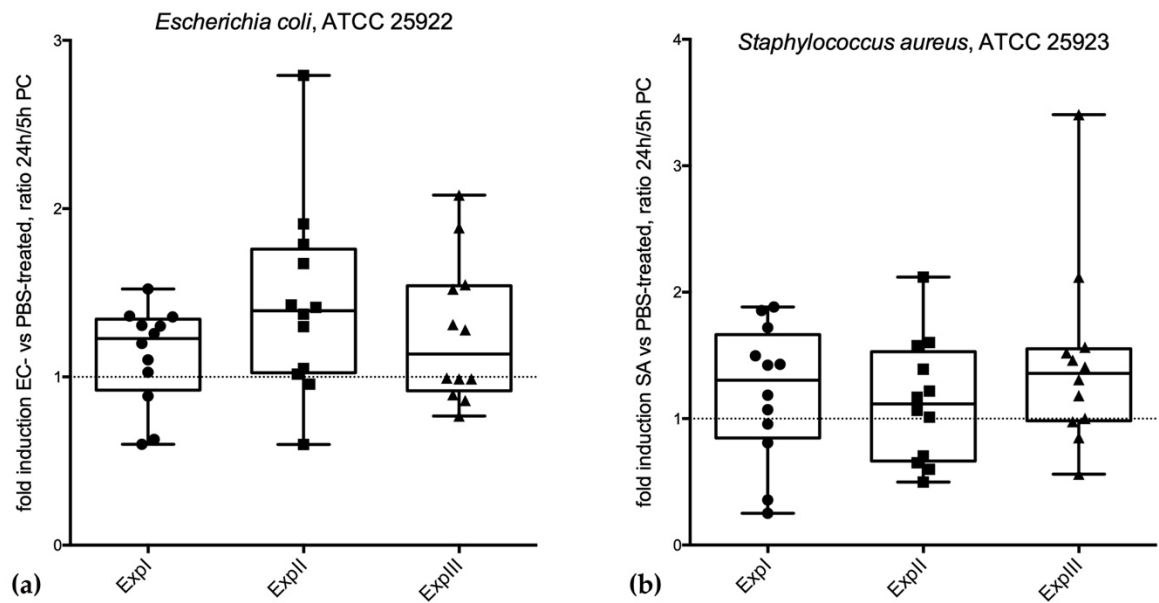 Escherichia coli, ATCC 25922
fold induction EC- vs PBS-treated, ratio 24h/5h PC
3
2
1
0
ExpI
ExpII
ExpIII
(a)
Staphylococcus aureus, ATCC 25923
fold induction SA vs PBS-treated, ratio 24h/5h PC
4
3
2
1
0
ExpI
ExpII
ExpIII
(b)